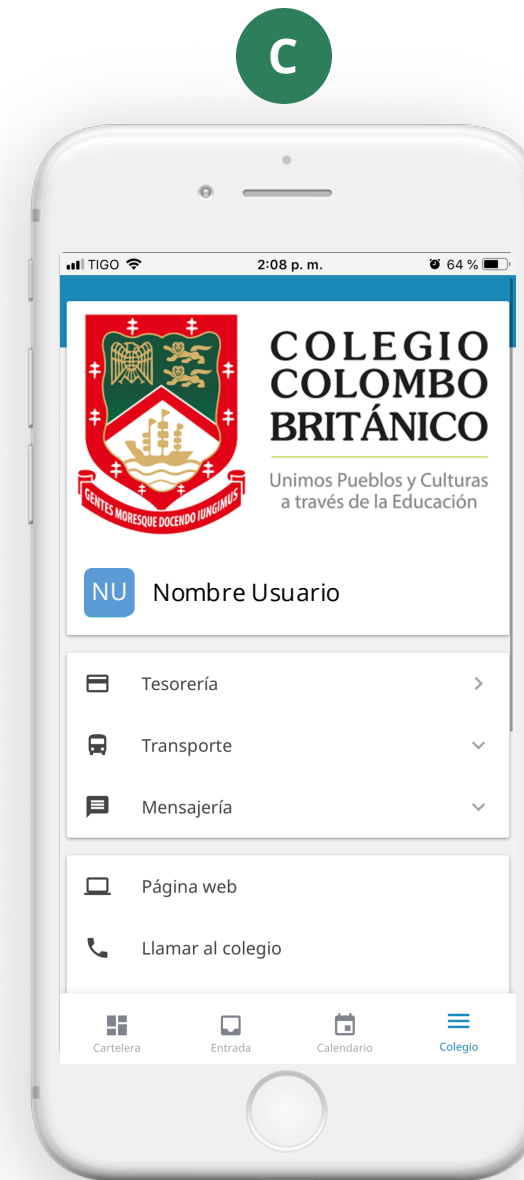 C
TIGO 2:08 p. m. 64 %
COLEGIO
COLOMBO
BRITÁNICO
Unimos Pueblos y Culturas
a través de la Educación
GENTES MORESQUE DOCENDO IUNGIMUS
NU Nombre Usuario
Tesorería
Transporte
Mensajería
Página web
Llamar al colegio
Cartelera Entrada Calendario Colegio